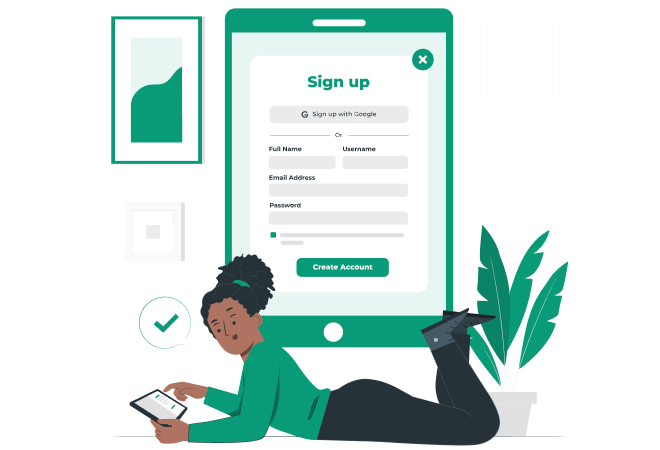 Sign up
G Sign up with Google
Or
Full Name Username
Email Address
Password
Create Account